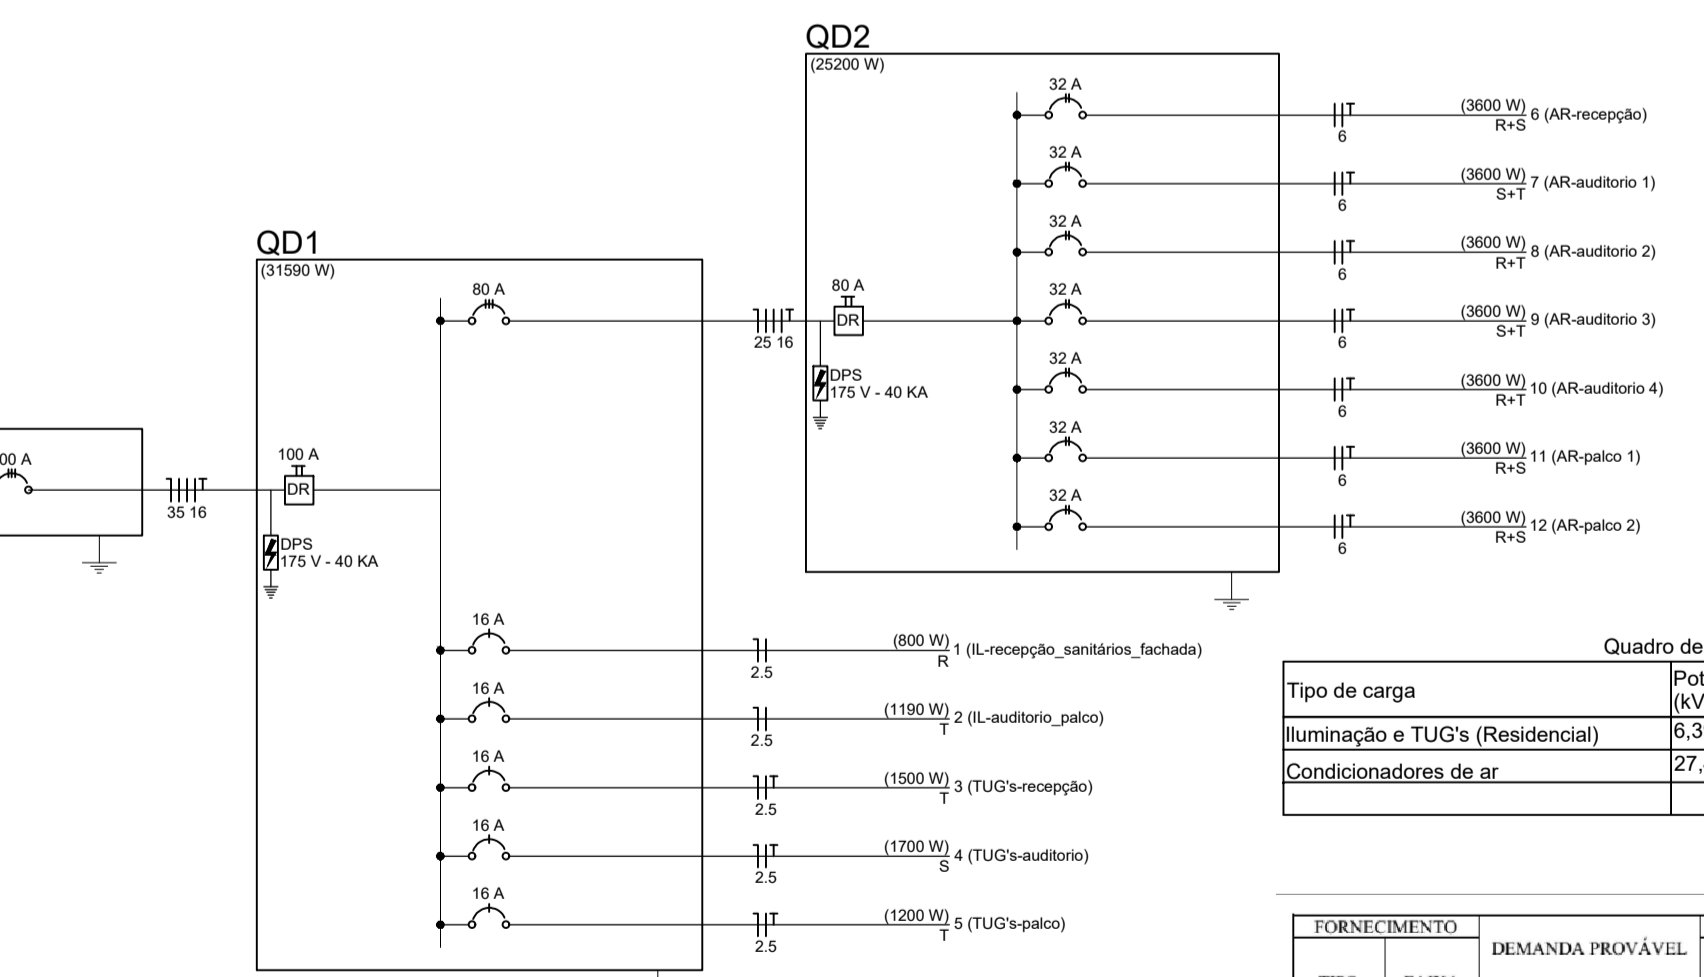 QD2
(25200 W)
32 A
(3600 W)
R+S
6 (AR-recepção)
6
32 A
(3600 W)
S+T
7 (AR-auditorio 1)
6
32 A
(3600 W)
R+T
8 (AR-auditorio 2)
6
32 A
(3600 W)
S+T
9 (AR-auditorio 3)
6
32 A
(3600 W)
R+T
10 (AR-auditorio 4)
6
32 A
(3600 W)
R+S
11 (AR-palco 1)
6
32 A
(3600 W)
R+S
12 (AR-palco 2)
6
80 A
DR
DPS
175 V - 40 KA
QD1
(31590 W)
80 A
25 16
00 A
35 16
100 A
DR
DPS
175 V - 40 KA
16 A
2.5
(800 W)
R
1 (IL-recepção_sanitários_fachada)
16 A
2.5
(1190 W)
T
2 (IL-auditorio_palco)
16 A
2.5
(1500 W)
T
3 (TUG's-recepção)
16 A
2.5
(1700 W)
S
4 (TUG's-auditorio)
16 A
2.5
(1200 W)
T
5 (TUG's-palco)
Quadro de
Tipo de carga
Pot
(kV
Iluminação e TUG's (Residencial)
6,3
Condicionadores de ar
27,
FORNECIMENTO
DEMANDA PROVÁVEL